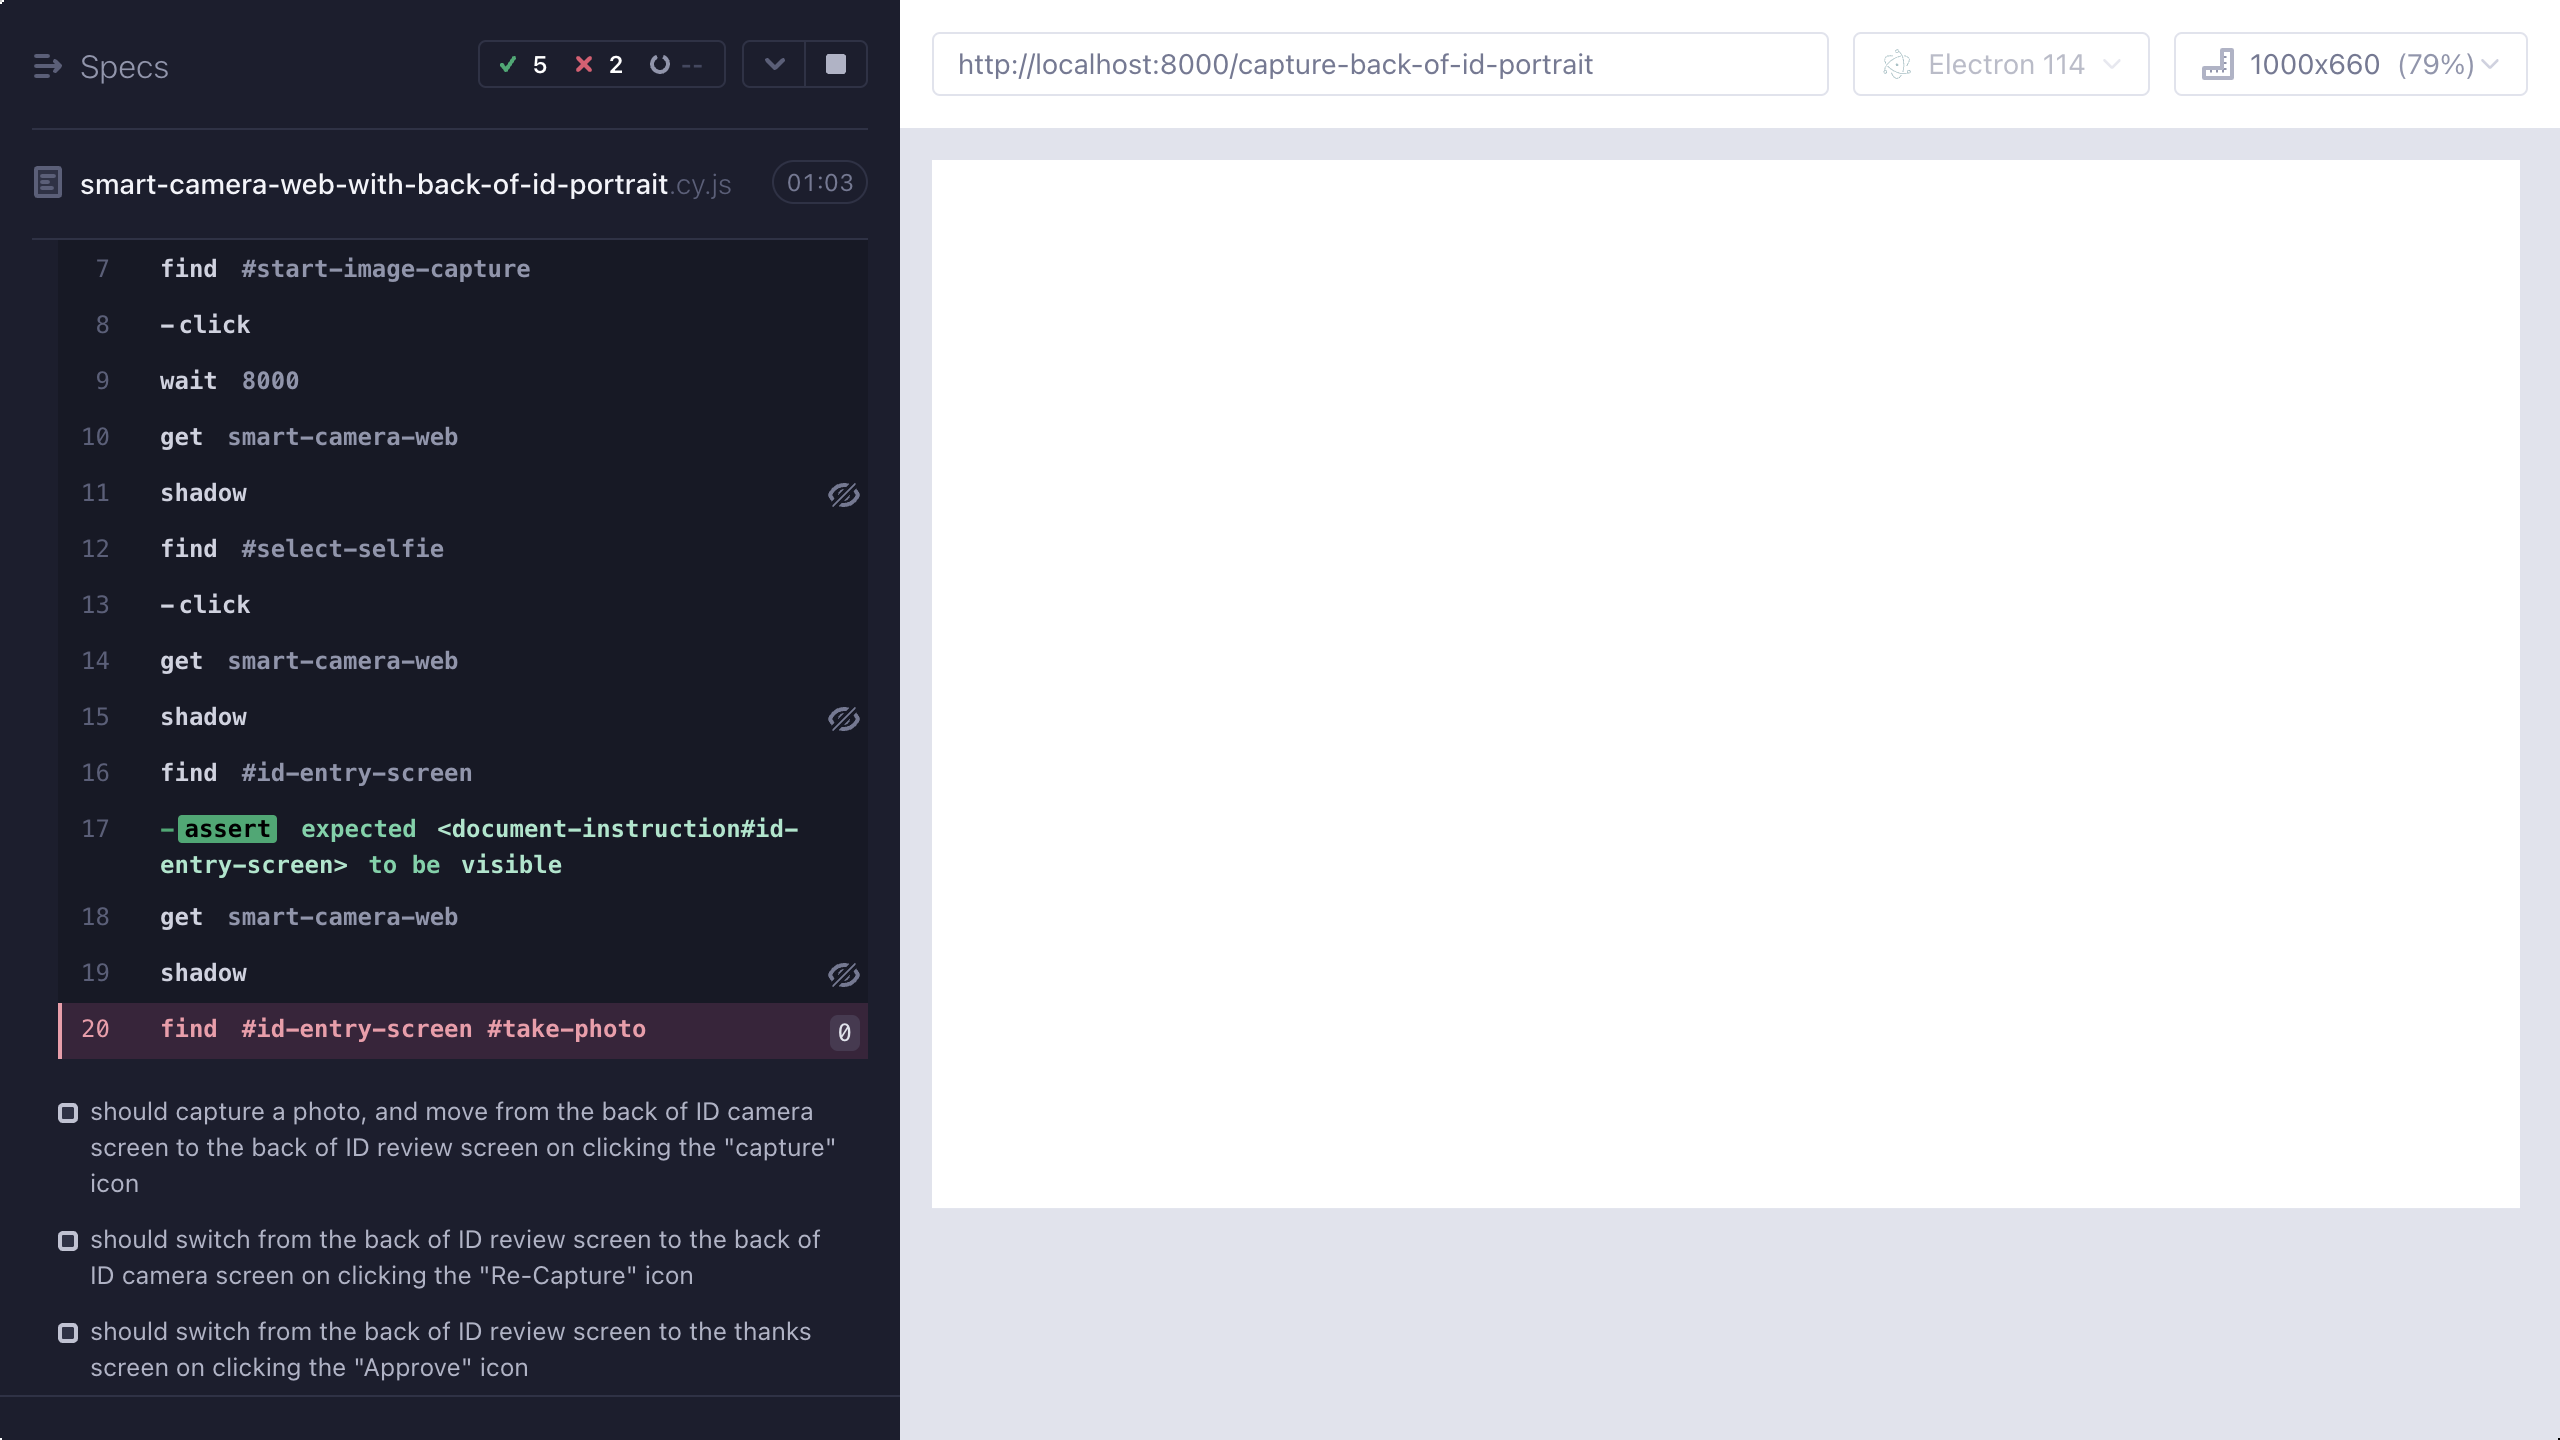 Specs
5 2 --
smart-camera-web-with-back-of-id-portrait.cy.js 01:03
7 find #start-image-capture
8 -click
9 wait 8000
10 get smart-camera-web
11 shadow
12 find #select-selfie
13 -click
14 get smart-camera-web
15 shadow
16 find #id-entry-screen
17 -assert expected <document-instruction#id-
entry-screen> to be visible
18 get smart-camera-web
19 shadow
20 find #id-entry-screen #take-photo 0
should capture a photo, and move from the back of ID camera
screen to the back of ID review screen on clicking the "capture"
icon
should switch from the back of ID review screen to the back of
ID camera screen on clicking the "Re-Capture" icon
should switch from the back of ID review screen to the thanks
screen on clicking the "Approve" icon
http://localhost:8000/capture-back-of-id-portrait
Electron 114
1000x660 (79%)